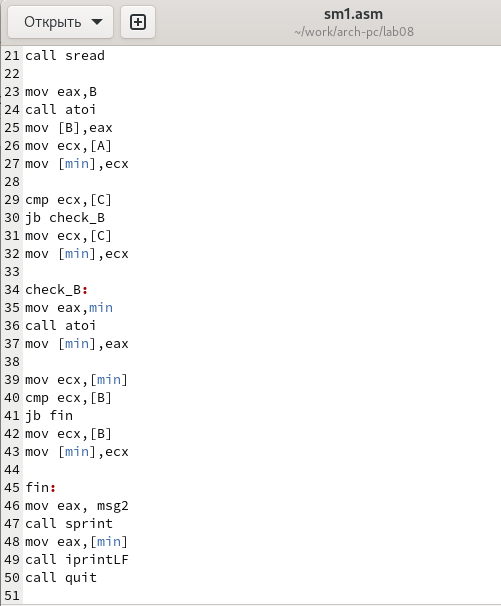 Открыть
sm1.asm
~/work/arch-pc/lab08
21 call sread
22
23 mov eax,B
24 call atoi
25 mov [B],eax
26 mov ecx,[A]
27 mov [min],ecx
28
29 cmp ecx,[C]
30 jb check_B
31 mov ecx,[C]
32 mov [min],ecx
33
34 check_B:
35 mov eax,min
36 call atoi
37 mov [min],eax
38
39 mov ecx,[min]
40 cmp ecx,[B]
41 jb fin
42 mov ecx,[B]
43 mov [min],ecx
44
45 fin:
46 mov eax, msg2
47 call sprint
48 mov eax,[min]
49 call iprintLF
50 call quit
51